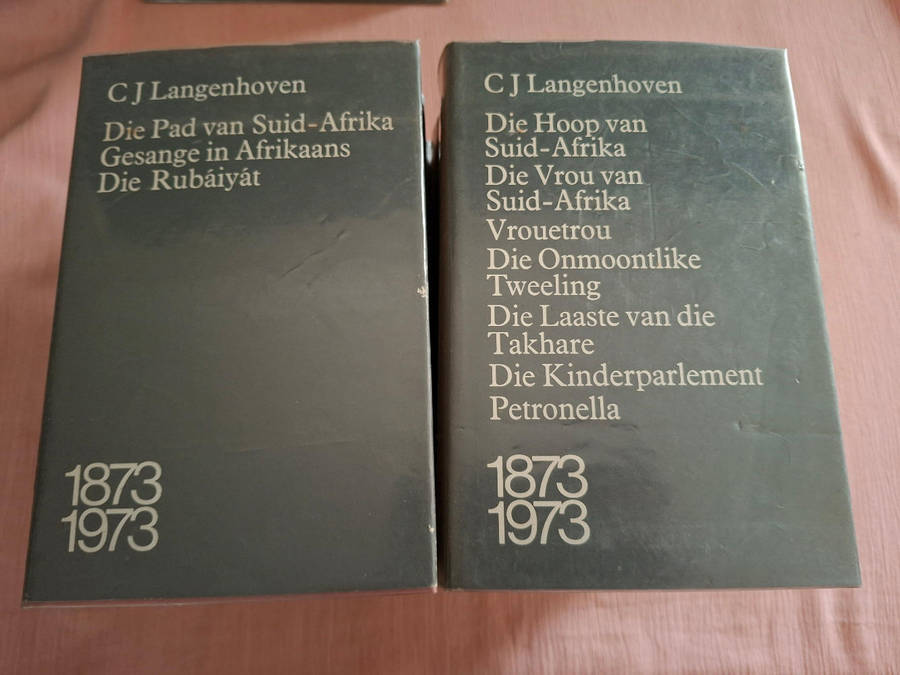 C J Langenhoven
Die Pad van Suid-Afrika
Gesange in Afrikaans
Die Rubáiyát
1873
1973
C J Langenhoven
Die Hoop van
Suid-Afrika
Die Vrou van
Suid-Afrika
Vrouetrou
Die Onmoontlike
Tweeling
Die Laaste van die
Takhare
Die Kinderparlement
Petronella
1873
1973